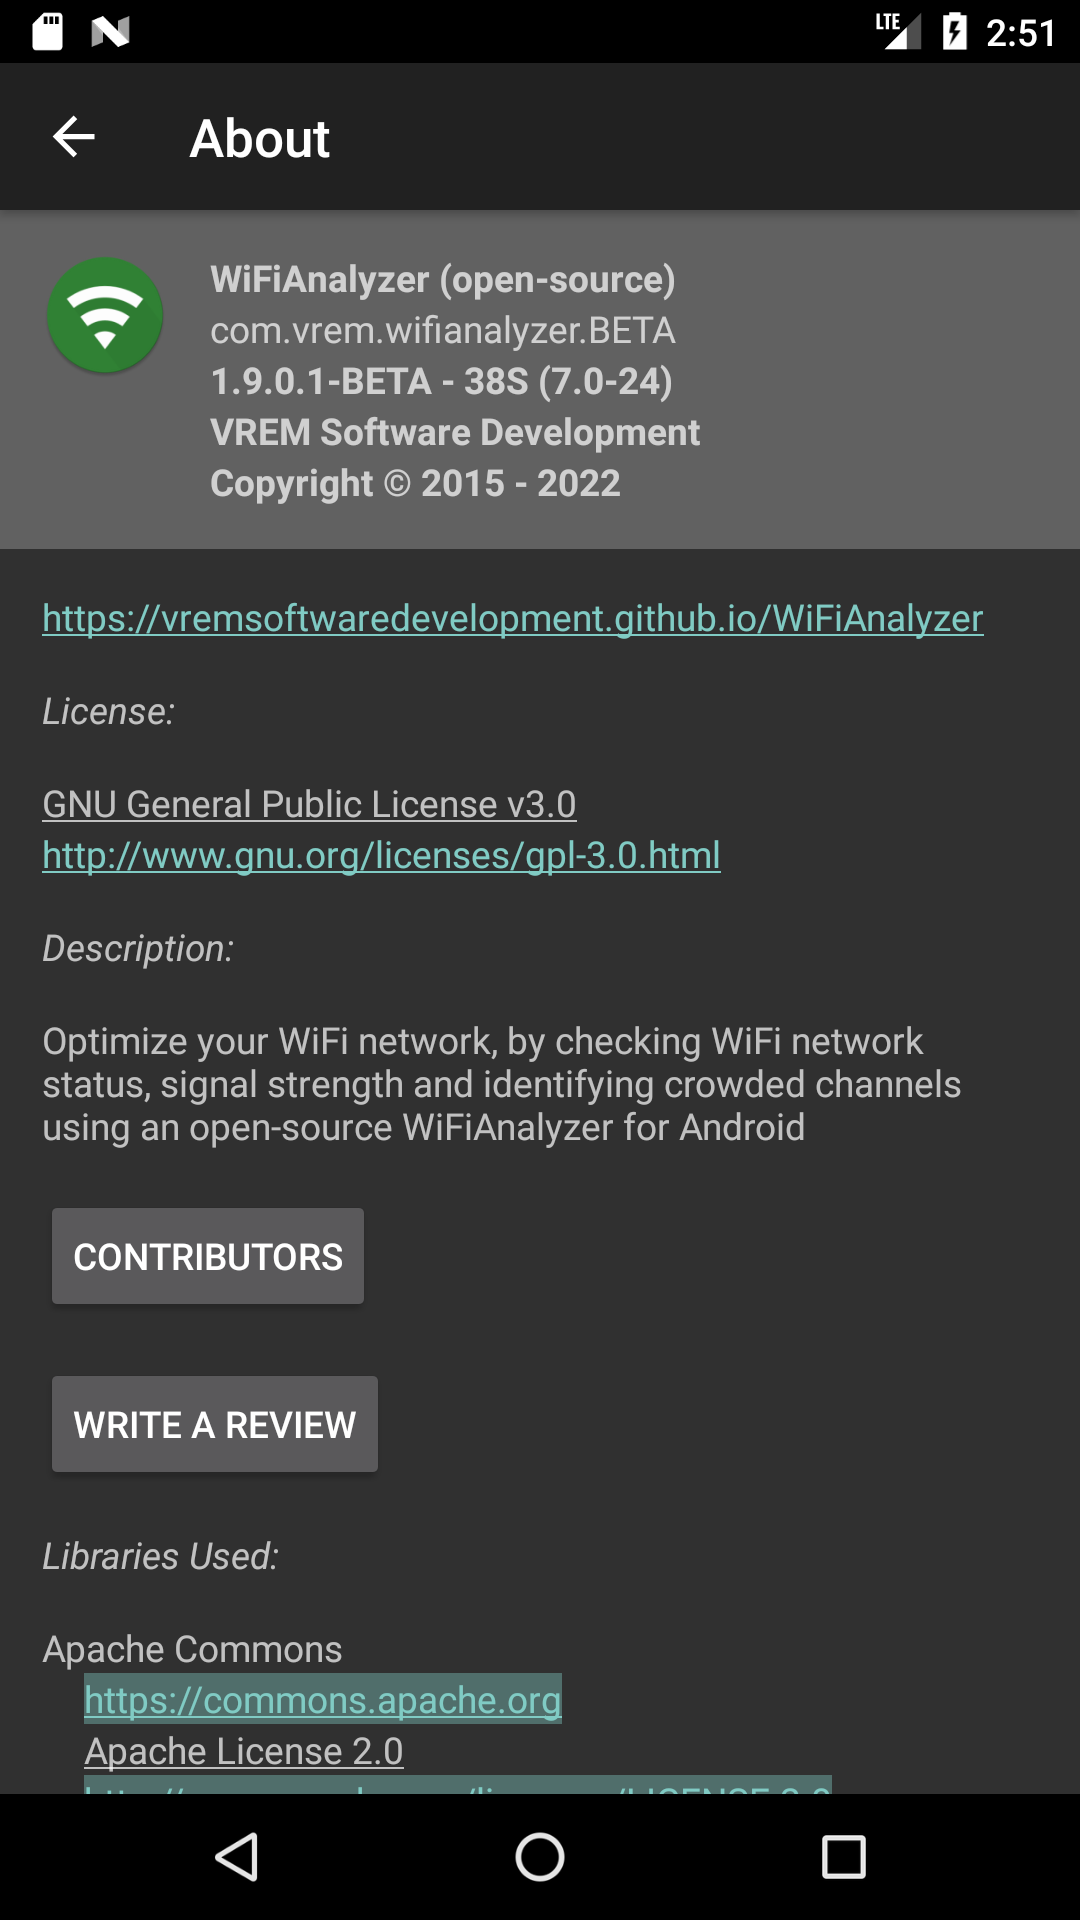 LTE 2:51
About
WiFiAnalyzer (open-source)
com.vrem.wifianalyzer.BETA
1.9.0.1-BETA - 38S (7.0-24)
VREM Software Development
Copyright © 2015 - 2022
https://vremsoftwaredevelopment.github.io/WiFiAnalyzer
License:
GNU General Public License v3.0
http://www.gnu.org/licenses/gpl-3.0.html
Description:
Optimize your WiFi network, by checking WiFi network
status, signal strength and identifying crowded channels
using an open-source WiFiAnalyzer for Android
CONTRIBUTORS
WRITE A REVIEW
Libraries Used:
Apache Commons
https://commons.apache.org
Apache License 2.0